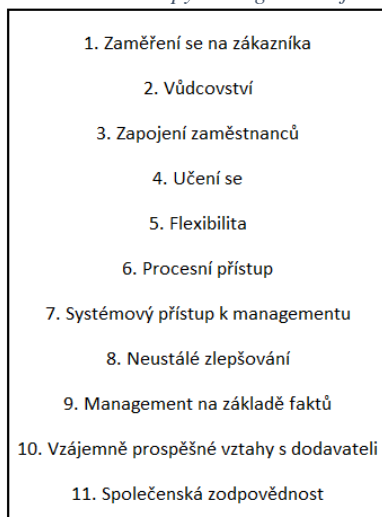 1. Zaměření se na zákazníka
2. Vůdcovství
3. Zapojení zaměstnanců
4. Učení se
5. Flexibilita
6. Procesní přístup
7. Systémový přístup k managementu
8. Neustálé zlepšování
9. Management na základě faktů
10. Vzájemně prospěšné vztahy s dodavateli
11. Společenská zodpovědnost